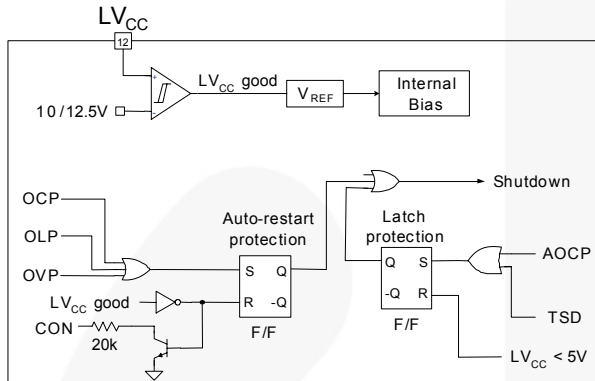 LVCC
12
LVCC good
10/12.5V
VREF
Internal
Bias
Shutdown
OCP
OLP
OVP
Auto-restart
protection
Latch
protection
S
Q
R
-Q
F/F
Q
S
-Q
R
F/F
AOCP
TSD
LVCC < 5V
LVCC good
CON
20k